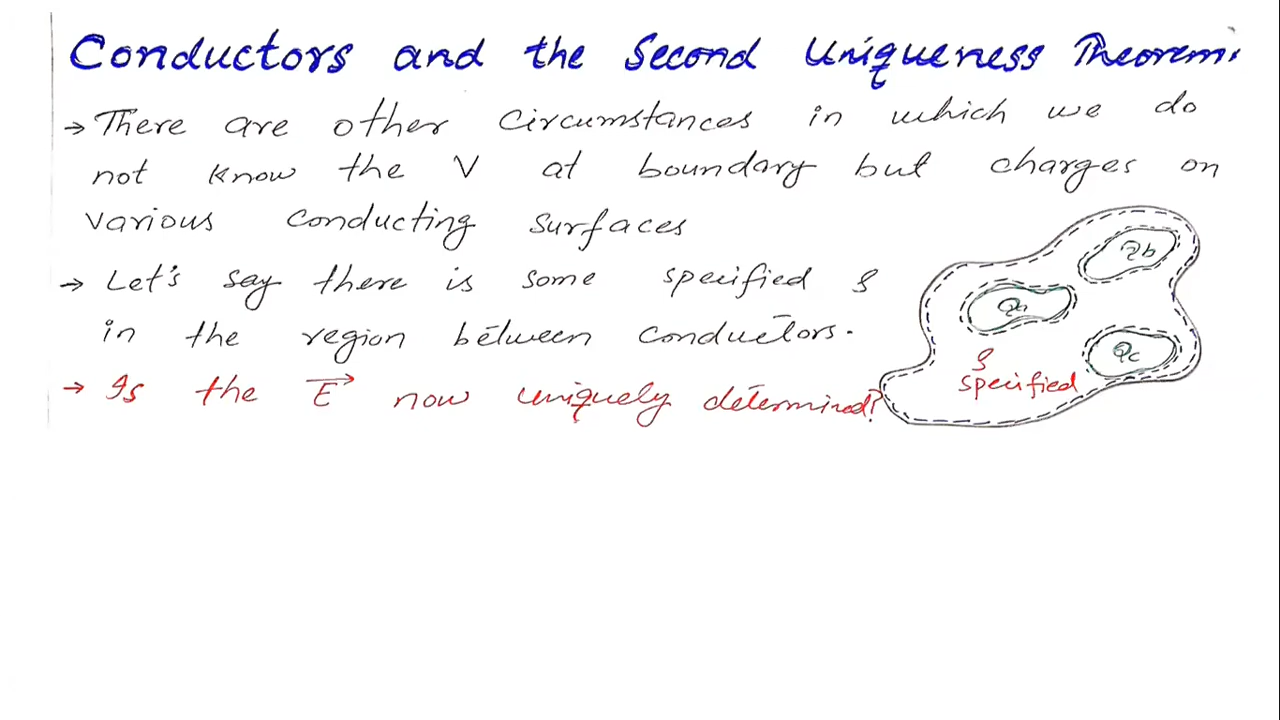 Conductors and the Second Uniqueness Theorem.
→ There are other circumstances in which we do
not know the V at boundary but charges on
various conducting surfaces
→ Let's say there is some specified ρ
in the region between conductors.
→ Is the E⃗ now uniquely determined?
Qb
Qa
Qc
ρ
specified